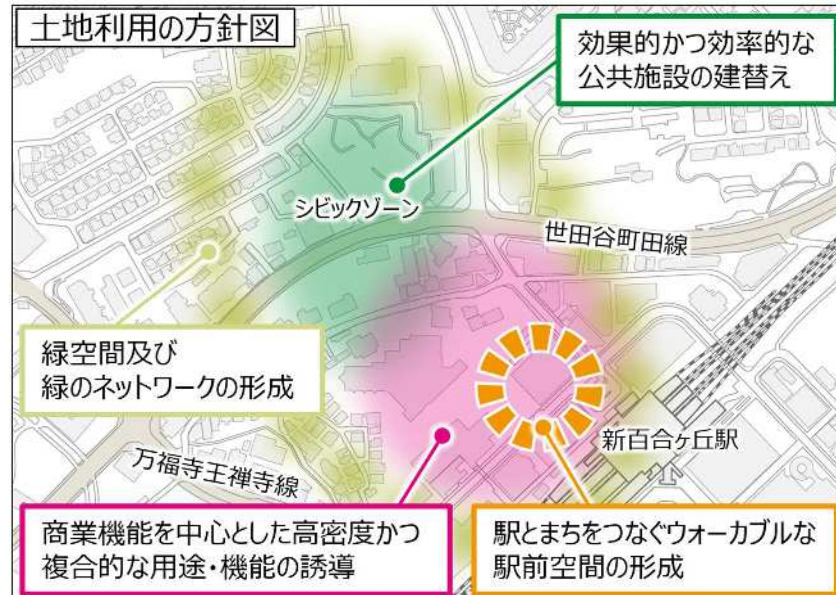 土地利用の方針図
効果的かつ効率的な
公共施設の建替え
シビックゾーン
世田谷町田線
緑空間及び
緑のネットワークの形成
新百合ヶ丘駅
万福寺王禅寺線
商業機能を中心とした高密度かつ
複合的な用途・機能の誘導
駅とまちをつなぐウォーカブルな
駅前空間の形成